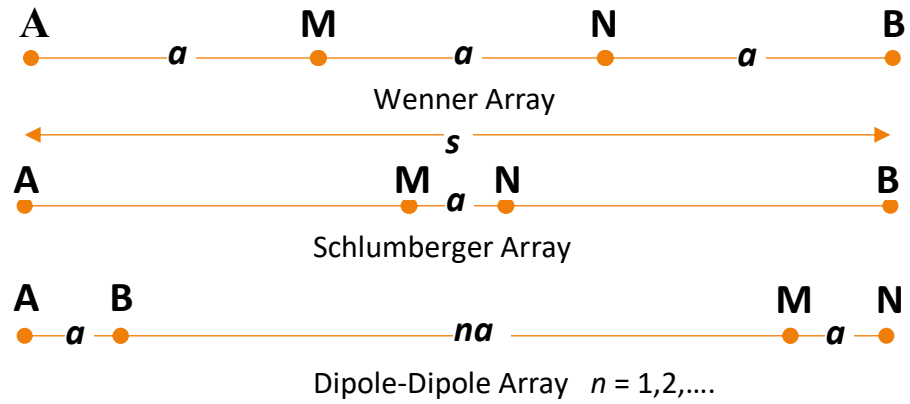 A M N B
a a a
Wenner Array
s
A M N B
a
Schlumberger Array
A B M N
a na a
Dipole-Dipole Array n = 1,2,....